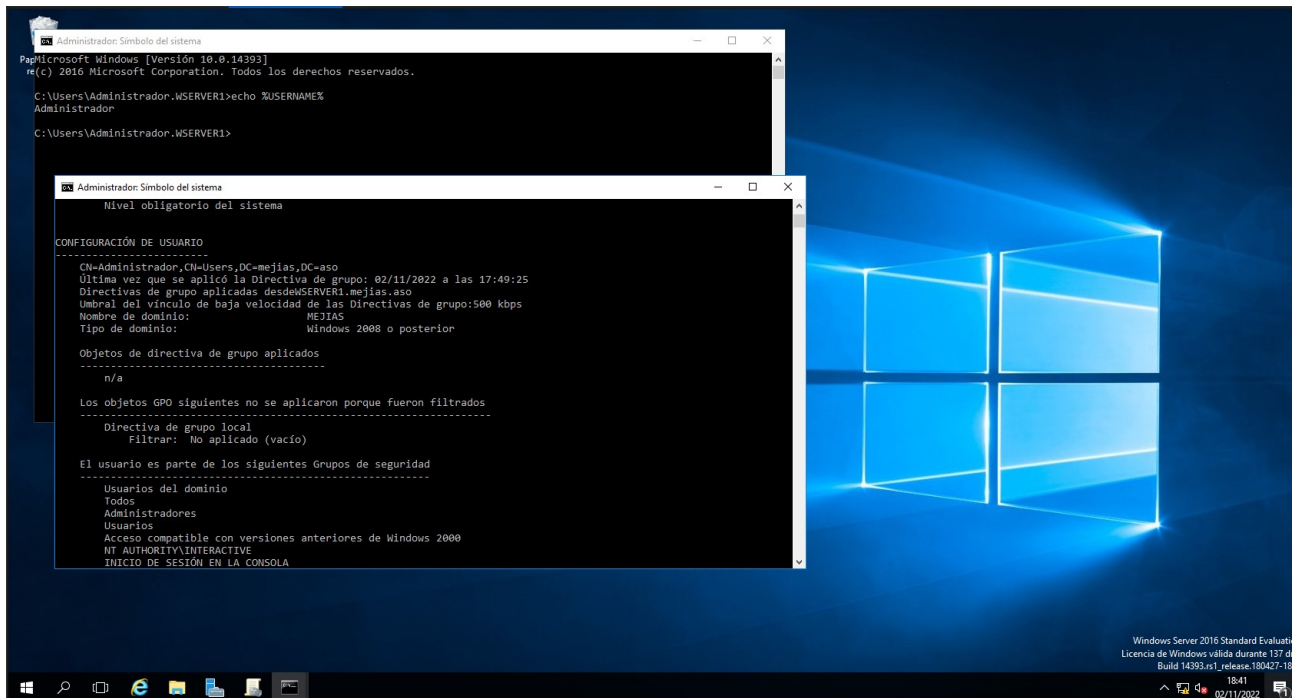 Administrador: Símbolo del sistema
Microsoft Windows [Versión 10.0.14393]
(c) 2016 Microsoft Corporation. Todos los derechos reservados.
C:\Users\Administrador.WSERVER1>echo %USERNAME%
Administrador
C:\Users\Administrador.WSERVER1>
Administrador: Símbolo del sistema
Nivel obligatorio del sistema
CONFIGURACIÓN DE USUARIO
-------------------------
CN=Administrador,CN=Users,DC=mejias,DC=aso
Última vez que se aplicó la Directiva de grupo: 02/11/2022 a las 17:49:25
Directivas de grupo aplicadas desdeWSERVER1.mejias.aso
Umbral del vínculo de baja velocidad de las Directivas de grupo:500 kbps
Nombre de dominio: MEJIAS
Tipo de dominio: Windows 2008 o posterior
Objetos de directiva de grupo aplicados
----------------------------------------
n/a
Los objetos GPO siguientes no se aplicaron porque fueron filtrados
-------------------------------------------------------------------
Directiva de grupo local
Filtrar: No aplicado (vacío)
El usuario es parte de los siguientes Grupos de seguridad
---------------------------------------------------------
Usuarios del dominio
Todos
Administradores
Usuarios
Acceso compatible con versiones anteriores de Windows 2000
NT AUTHORITY\INTERACTIVE
INICIO DE SESIÓN EN LA CONSOLA
Windows Server 2016 Standard Evaluati
Licencia de Windows válida durante 137 d
Build 14393.rs1_release.180427-18
18:41
02/11/2022